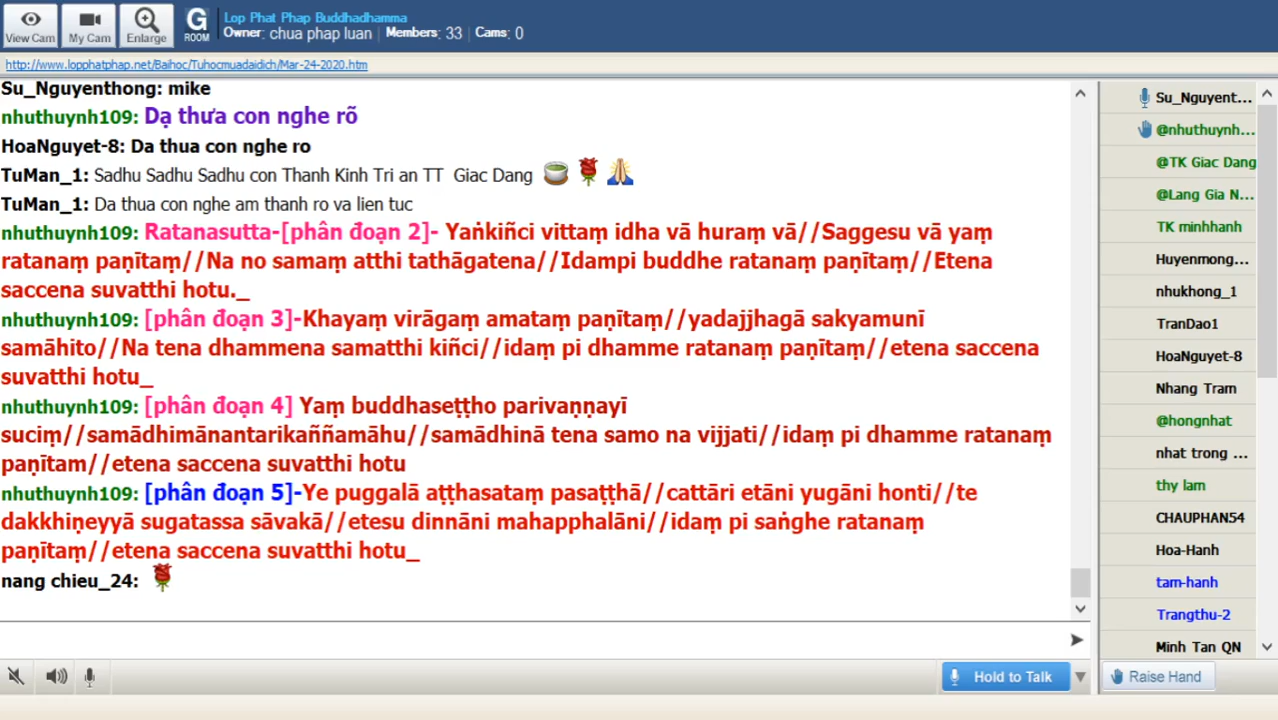 View Cam
My Cam
Enlarge
G
ROOM
Lop Phat Phap Buddhadhamma
Owner: chua phap luan Members: 33 Cams: 0
http://www.lopphatphap.net/Baihoc/Tuhocmuadaidich/Mar-24-2020.htm
Su_Nguyenthong: mike
nhuthuynh109: Dạ thưa con nghe rõ
HoaNguyet-8: Da thua con nghe ro
TuMan_1: Sadhu Sadhu Sadhu con Thanh Kinh Tri an TT Giac Dang
TuMan_1: Da thua con nghe am thanh ro va lien tuc
nhuthuynh109: Ratanasutta-[phân đoạn 2]- Yaṅkiñci vittaṃ idha vā huraṃ vā//Saggesu vā yaṃ
ratanaṃ paṇītaṃ//Na no samaṃ atthi tathāgatena//Idampi buddhe ratanaṃ paṇītaṃ//Etena
saccena suvatthi hotu._
nhuthuynh109: [phân đoạn 3]-Khayaṃ virāgaṃ amataṃ paṇītaṃ//yadajjhagā sakyamunī
samāhito//Na tena dhammena samatthi kiñci//idaṃ pi dhamme ratanaṃ paṇītaṃ//etena saccena
suvatthi hotu_
nhuthuynh109: [phân đoạn 4] Yaṃ buddhaseṭṭho parivaṇṇayī
suciṃ//samādhimānantarikaññamāhu//samādhinā tena samo na vijjati//idaṃ pi dhamme ratanaṃ
paṇītam//etena saccena suvatthi hotu
nhuthuynh109: [phân đoạn 5]-Ye puggalā aṭṭhasataṃ pasaṭṭhā//cattāri etāni yugāni honti//te
dakkhiṇeyyā sugatassa sāvakā//etesu dinnāni mahapphalāni//idaṃ pi saṅghe ratanaṃ
paṇītaṃ//etena saccena suvatthi hotu_
nang chieu_24:
Su_Nguyent...
@nhuthuynh...
@TK Giac Dang
@Lang Gia N...
TK minhhanh
Huyenmong...
nhukhong_1
TranDao1
HoaNguyet-8
Nhang Tram
@hongnhat
nhat trong ...
thy lam
CHAUPHAN54
Hoa-Hanh
tam-hanh
Trangthu-2
Minh Tan QN
Hold to Talk
Raise Hand